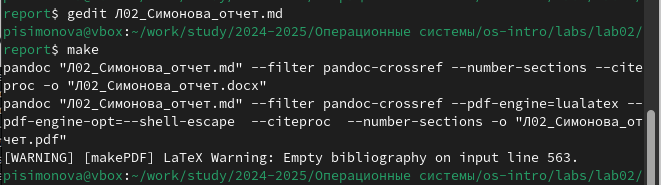 report$ gedit Л02_Симонова_отчет.md
pisimonova@vbox:~/work/study/2024-2025/Операционные системы/os-intro/labs/lab02/
report$ make
pandoc "Л02_Симонова_отчет.md" --filter pandoc-crossref --number-sections --cite
proc -o "Л02_Симонова_отчет.docx"
pandoc "Л02_Симонова_отчет.md" --filter pandoc-crossref --pdf-engine=lualatex --
pdf-engine-opt=--shell-escape  --citeproc  --number-sections -o "Л02_Симонова_от
чет.pdf"
[WARNING] [makePDF] LaTeX Warning: Empty bibliography on input line 563.
pisimonova@vbox:~/work/study/2024-2025/Операционные системы/os-intro/labs/lab02/